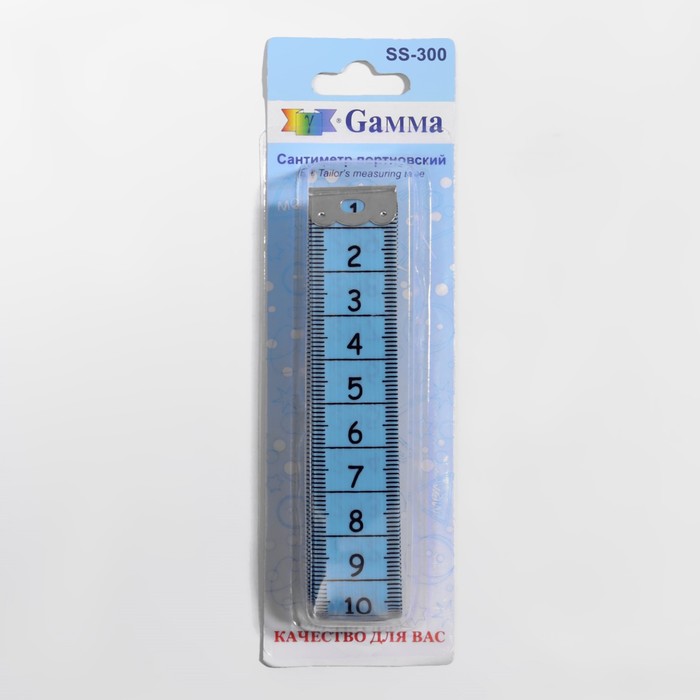 SS-300
γ ® Gamma
Сантиметр портновский
Tailor's measuring tape
1
2
3
4
5
6
7
8
9
10
КАЧЕСТВО ДЛЯ ВАС